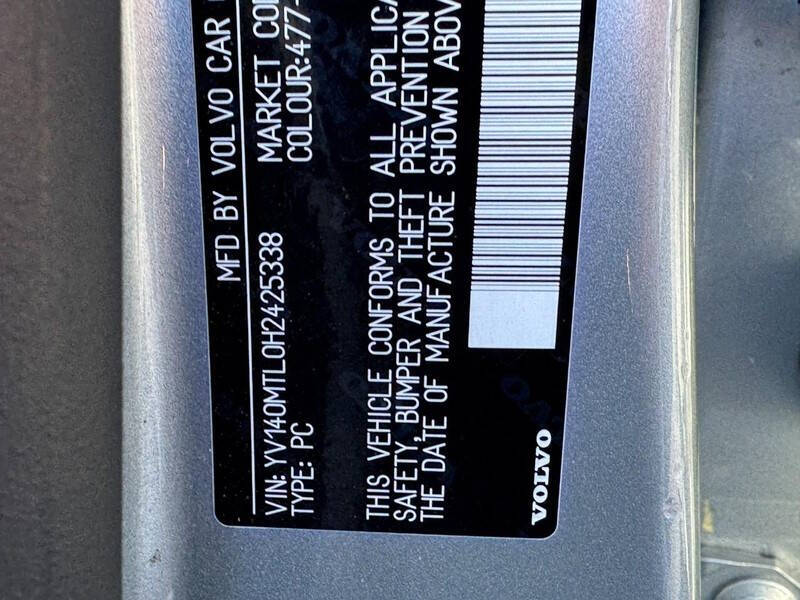 MFD BY VOLVO CAR
VIN: YV140MTL0H2425338
MARKET COD
TYPE: PC
COLOUR:477-
THIS VEHICLE CONFORMS TO ALL APPLICA
SAFETY, BUMPER AND THEFT PREVENTION
THE DATE OF MANUFACTURE SHOWN ABOV
VOLVO